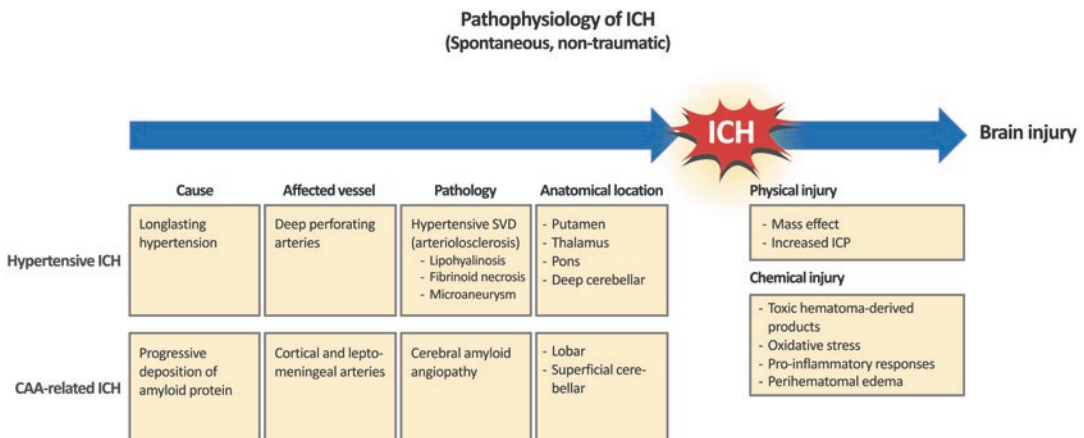 Pathophysiology of ICH
(Spontaneous, non-traumatic)
ICH
Brain injury
Cause
Affected vessel
Pathology
Anatomical location
Hypertensive ICH
Longlasting
hypertension
Deep perforating
arteries
Hypertensive SVD
(arteriolosclerosis)
- Lipohyalinosis
- Fibrinoid necrosis
- Microaneurysm
- Putamen
- Thalamus
- Pons
- Deep cerebellar
CAA-related ICH
Progressive
deposition of
amyloid protein
Cortical and lepto-
meningeal arteries
Cerebral amyloid
angiopathy
- Lobar
- Superficial cere-
bellar
Physical injury
- Mass effect
- Increased ICP
Chemical injury
- Toxic hematoma-derived
products
- Oxidative stress
- Pro-inflammatory responses
- Perihematomal edema